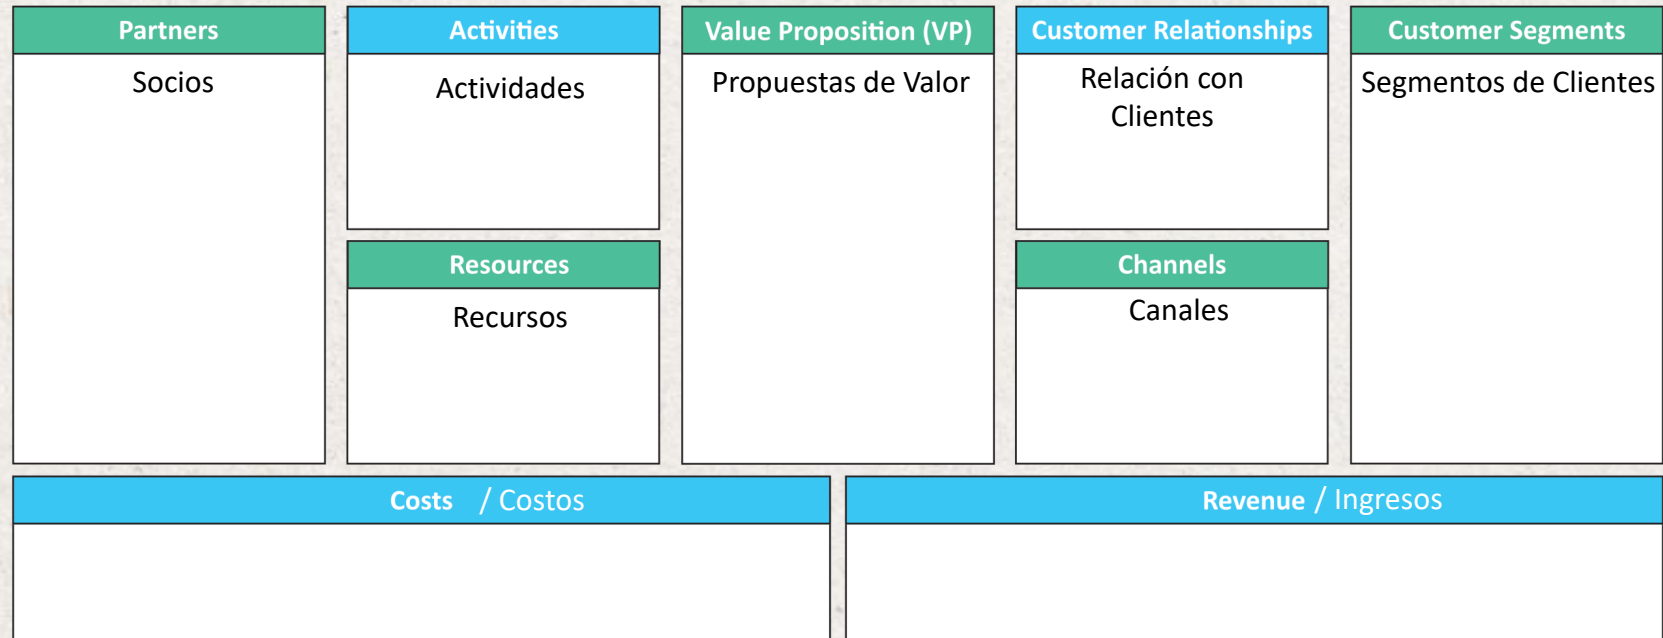 Partners
Socios
Activities
Actividades
Resources
Recursos
Value Proposition (VP)
Propuestas de Valor
Customer Relationships
Relación con
Clientes
Channels
Canales
Customer Segments
Segmentos de Clientes
Costs / Costos
Revenue / Ingresos